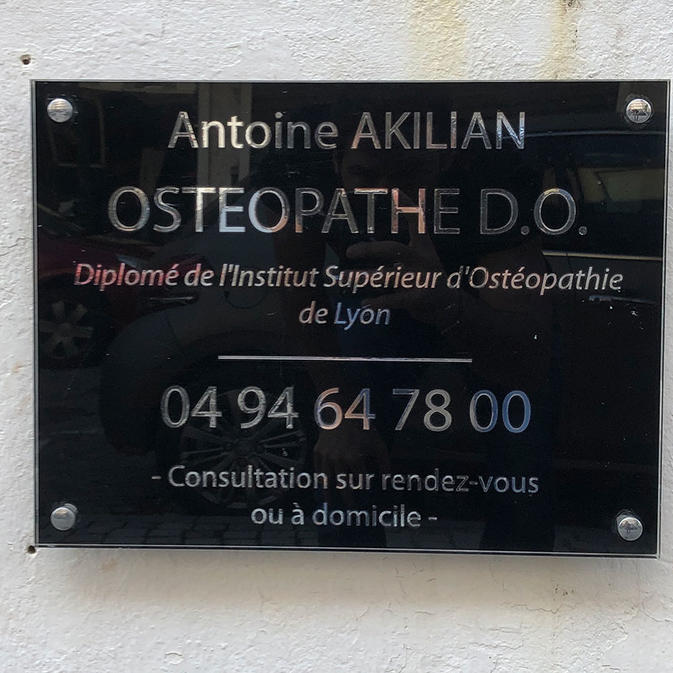 Antoine AKILIAN
OSTEOPATHE D.O.
Diplomé de l'Institut Supérieur d'Ostéopathie
de Lyon
04 94 64 78 00
- Consultation sur rendez-vous
ou à domicile -